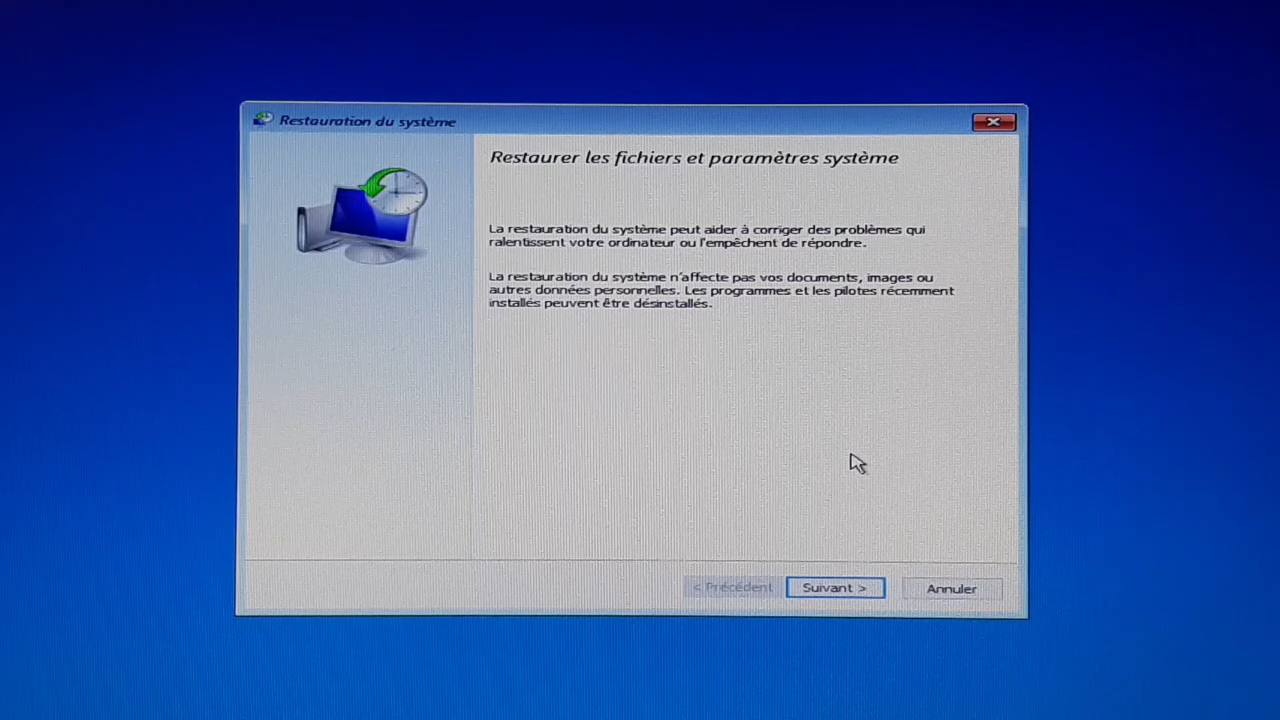 Restauration du système
Restaurer les fichiers et paramètres système
La restauration du système peut aider à corriger des problèmes qui
ralentissent votre ordinateur ou l'empêchent de répondre.
La restauration du système n'affecte pas vos documents, images ou
autres données personnelles. Les programmes et les pilotes récemment
installés peuvent être désinstallés.
< Précédent
Suivant >
Annuler